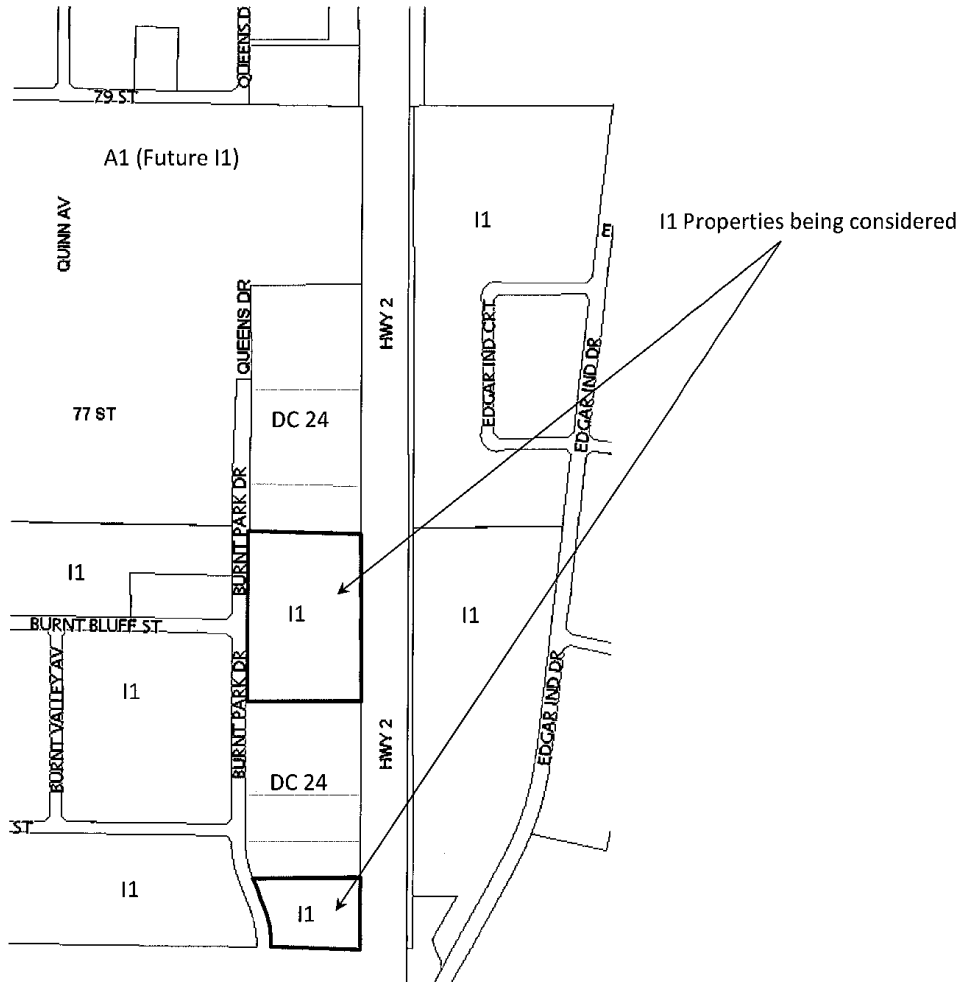 QUEENS D
79 ST
A1 (Future I1)
QUINN AV
I1
I1 Properties being considered
E
QUEENS DR
HWY 2
EDGAR IND CRT
EDGAR IND DR
77 ST
DC 24
BURNT PARK DR
I1
I1
I1
BURNT BLUFF ST
I1
BURNT VALLEY AV
BURNT PARK DR
HWY 2
EDGAR IND DR
DC 24
ST
I1
I1